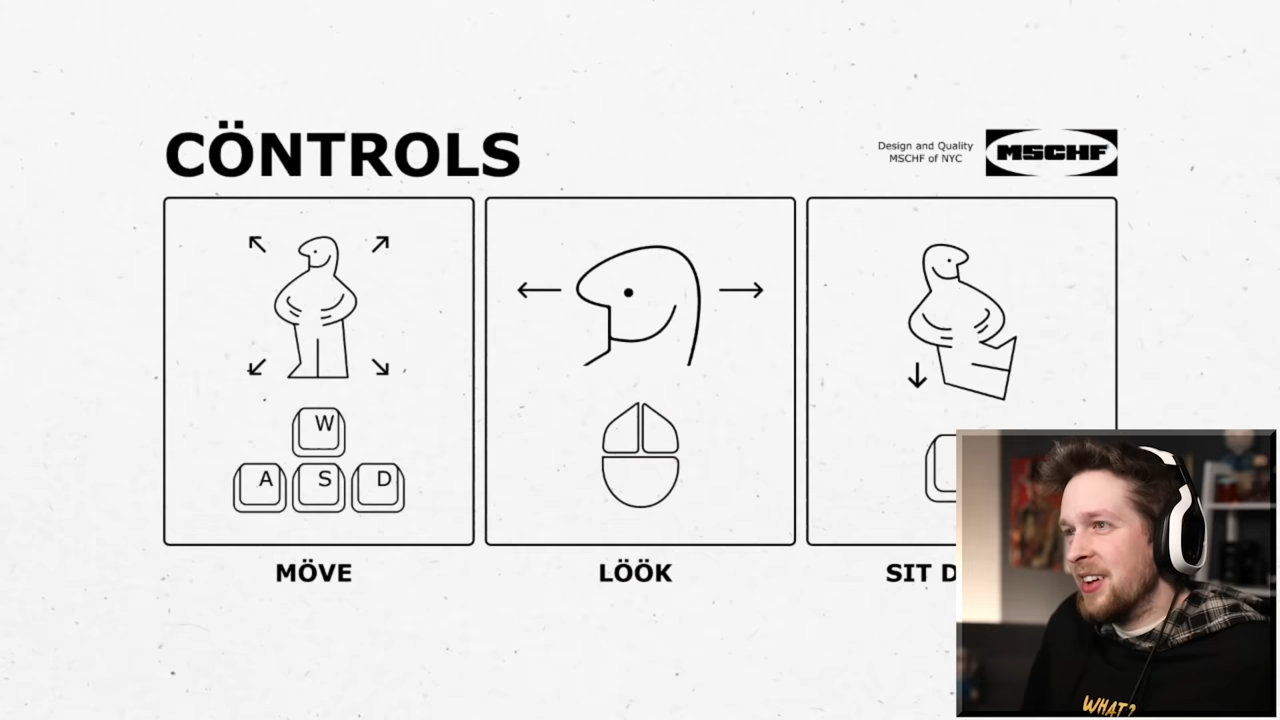 CÖNTROLS
Design and Quality
MSCHF of NYC
MSCHF
W
A S D
MÖVE
LÖÖK
SIT D
WHAT?